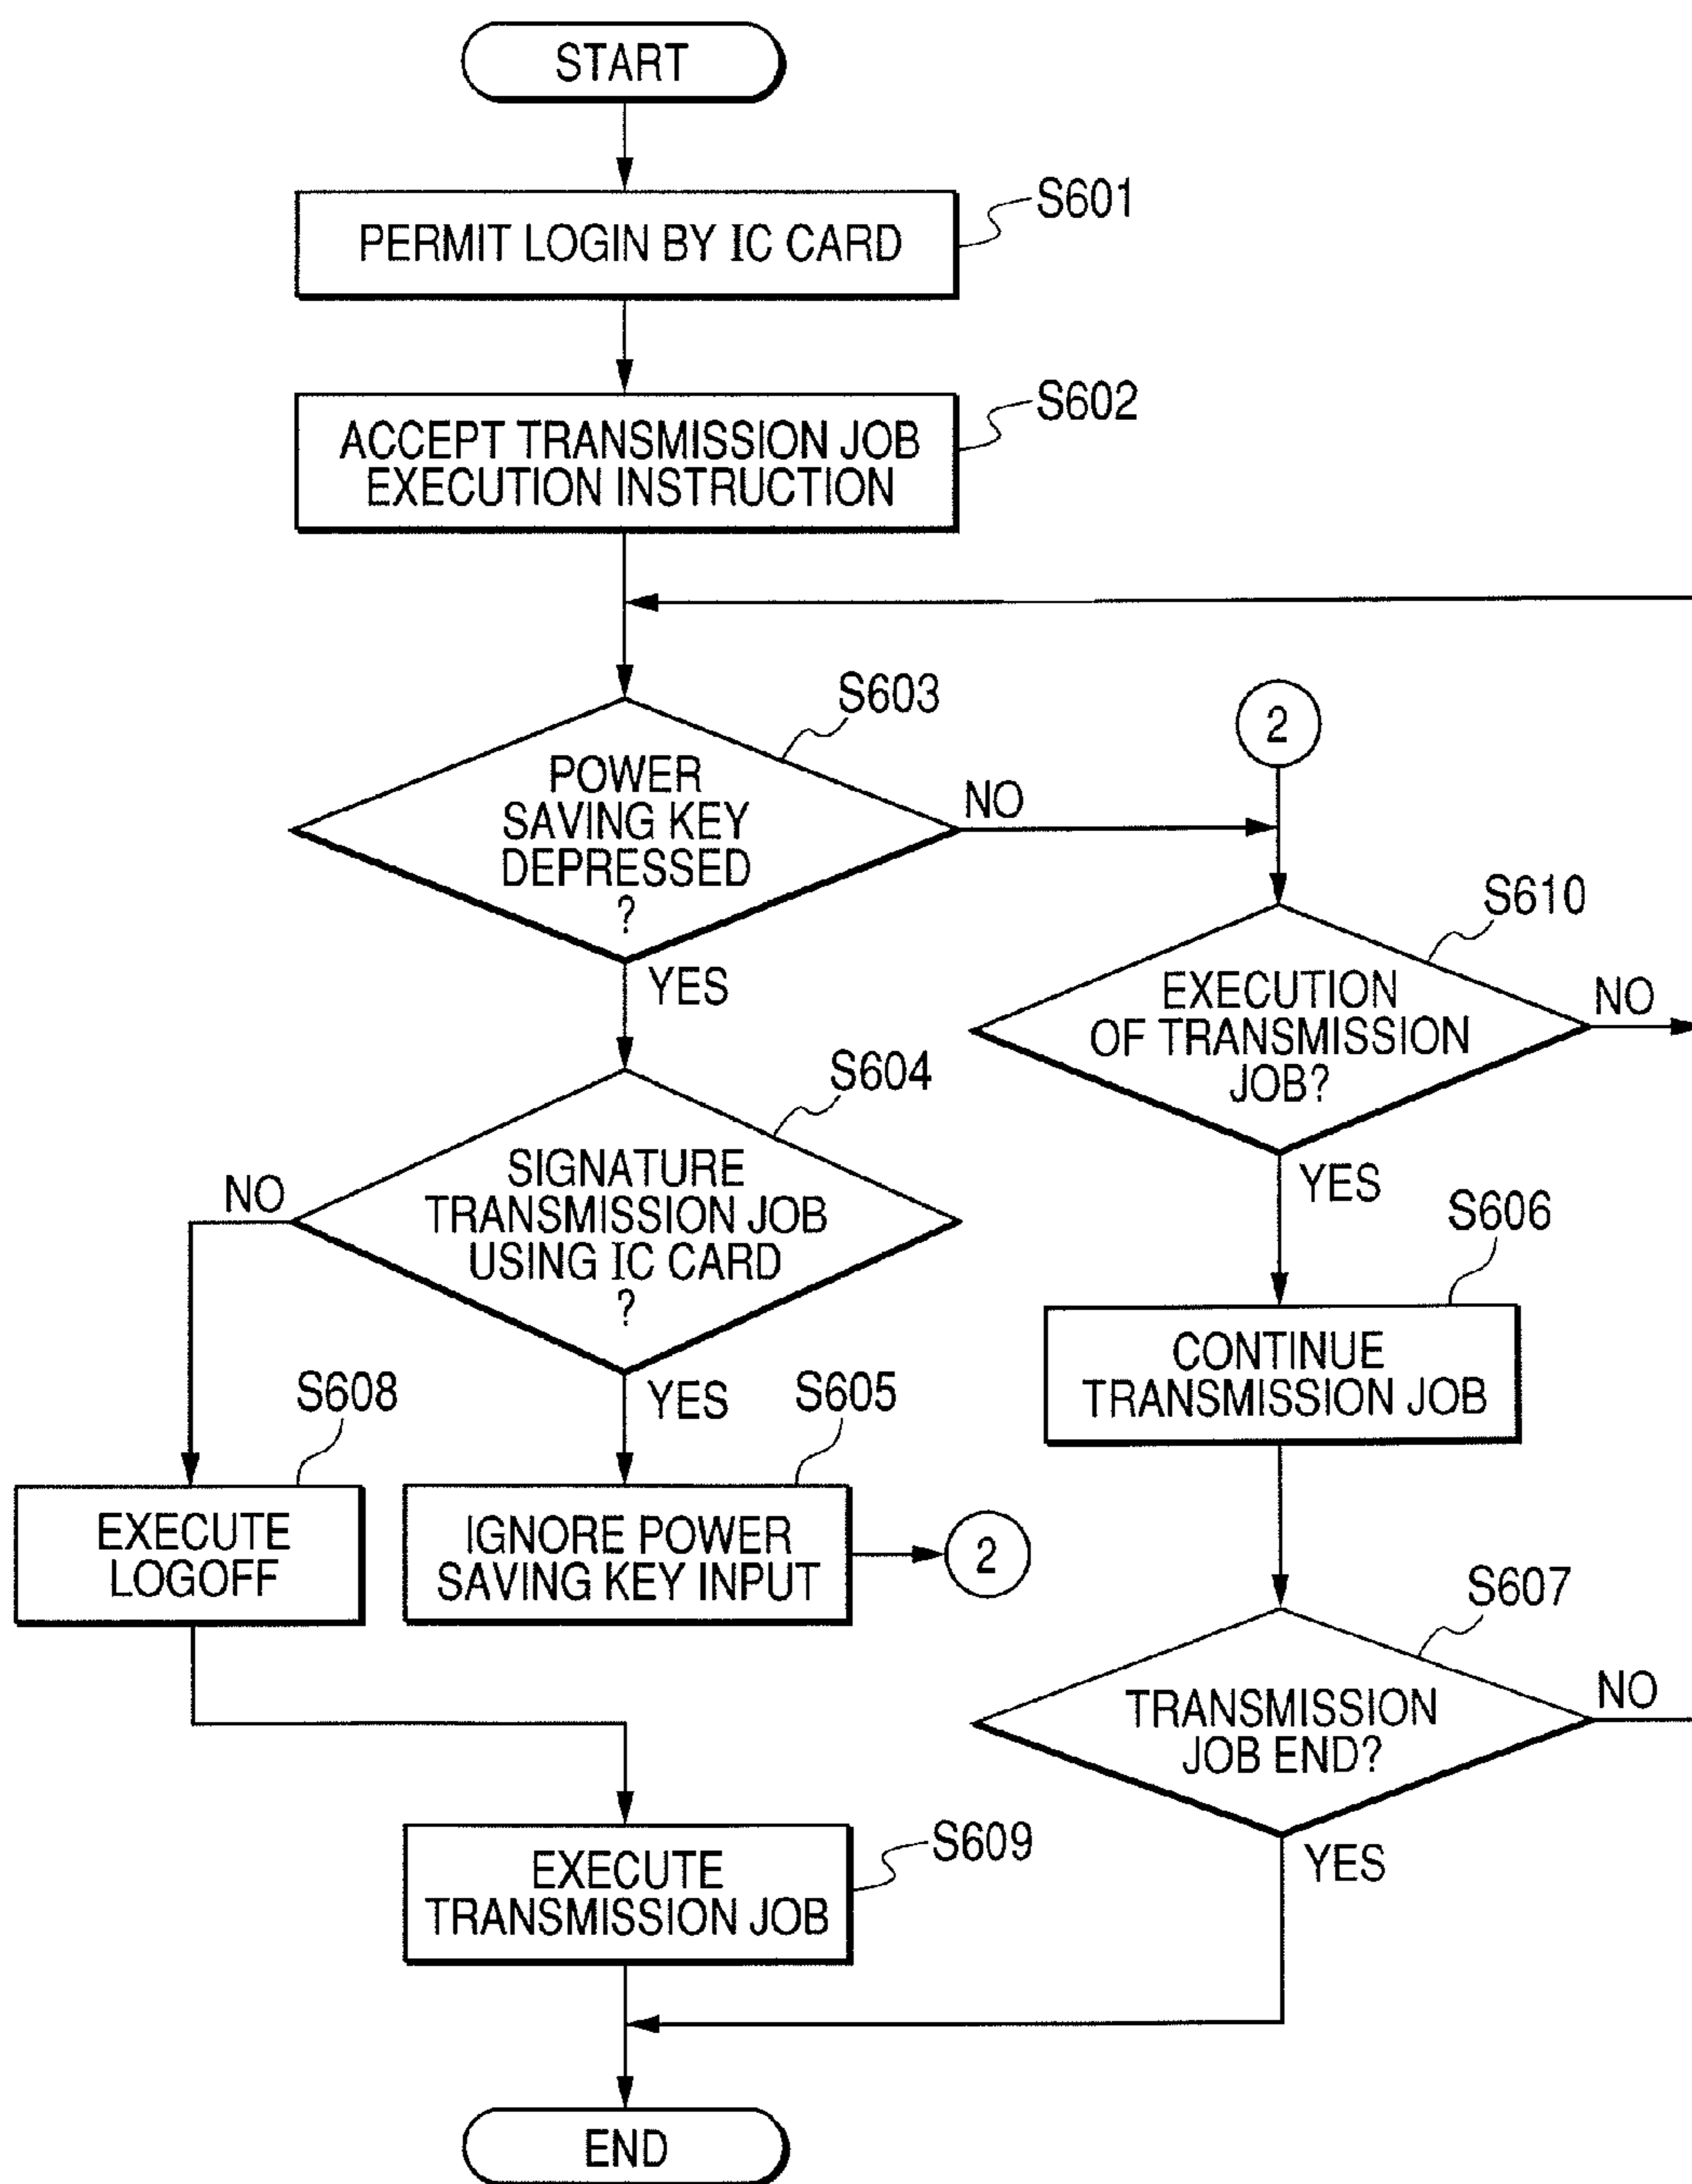 START
PERMIT LOGIN BY IC CARD
S601
ACCEPT TRANSMISSION JOB
EXECUTION INSTRUCTION
S602
POWER
SAVING KEY
DEPRESSED
?
S603
NO
YES
2
EXECUTION
OF TRANSMISSION
JOB?
S610
NO
YES
SIGNATURE
TRANSMISSION JOB
USING IC CARD
?
S604
NO
YES
CONTINUE
TRANSMISSION JOB
S606
EXECUTE
LOGOFF
S608
IGNORE POWER
SAVING KEY INPUT
S605
2
TRANSMISSION
JOB END?
S607
NO
YES
EXECUTE
TRANSMISSION JOB
S609
END